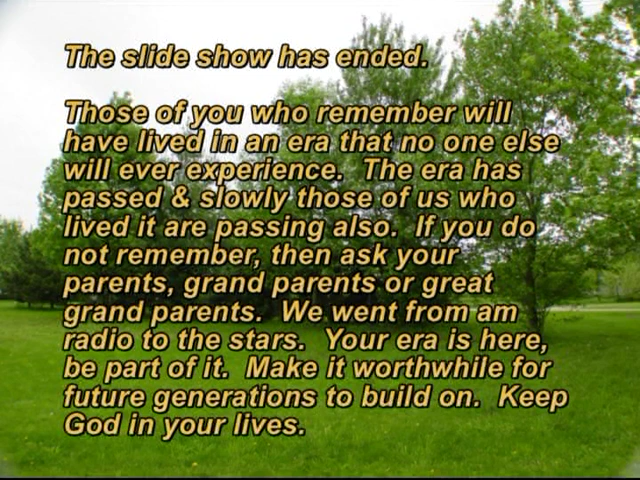 The slide show has ended.
Those of you who remember will
have lived in an era that no one else
will ever experience.  The era has
passed & slowly those of us who
lived it are passing also.  If you do
not remember, then ask your
parents, grand parents or great
grand parents.  We went from am
radio to the stars.  Your era is here,
be part of it.  Make it worthwhile for
future generations to build on.  Keep
God in your lives.